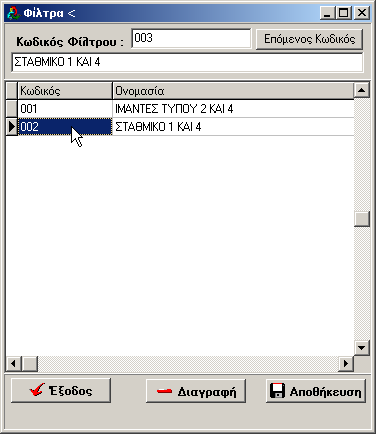 Φίλτρα <
Κωδικός Φίλτρου : 003 Επόμενος Κωδικός
ΣΤΑΘΜΙΚΟ 1 ΚΑΙ 4
Κωδικός Ονομασία
001 ΙΜΑΝΤΕΣ ΤΥΠΟΥ 2 ΚΑΙ 4
002 ΣΤΑΘΜΙΚΟ 1 ΚΑΙ 4
Έξοδος Διαγραφή Αποθήκευση